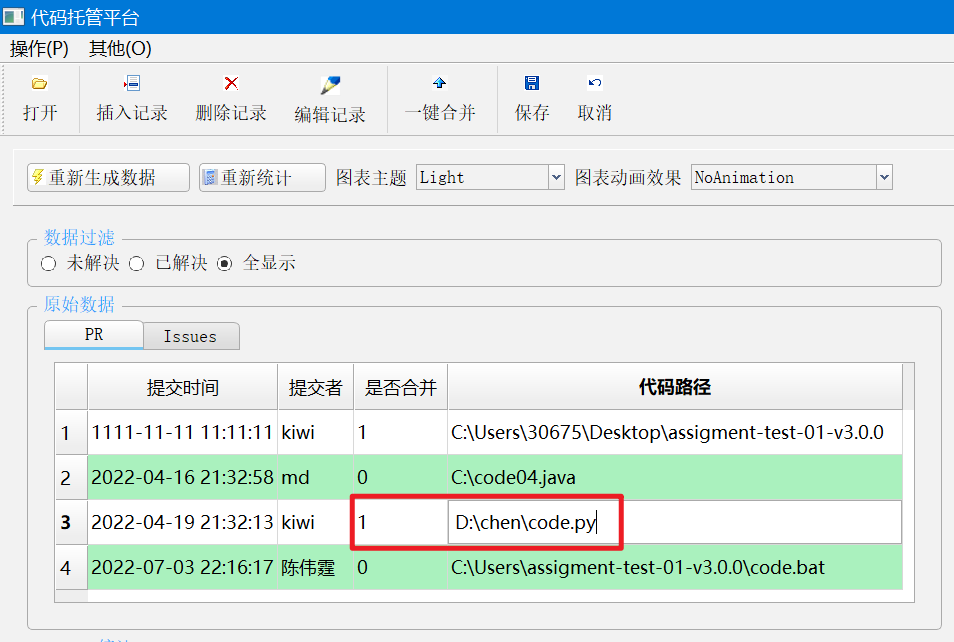 代码托管平台
操作(P) 其他(O)
打开 插入记录 删除记录 编辑记录 一键合并 保存 取消
重新生成数据 重新统计 图表主题 Light 图表动画效果 NoAnimation
数据过滤
未解决 已解决 全显示
原始数据
PR Issues
提交时间 提交者 是否合并 代码路径
1 1111-11-11 11:11:11 kiwi 1 C:\Users\30675\Desktop\assigment-test-01-v3.0.0
2 2022-04-16 21:32:58 md 0 C:\code04.java
3 2022-04-19 21:32:13 kiwi 1 D:\chen\code.py
4 2022-07-03 22:16:17 陈伟霆 0 C:\Users\assigment-test-01-v3.0.0\code.bat